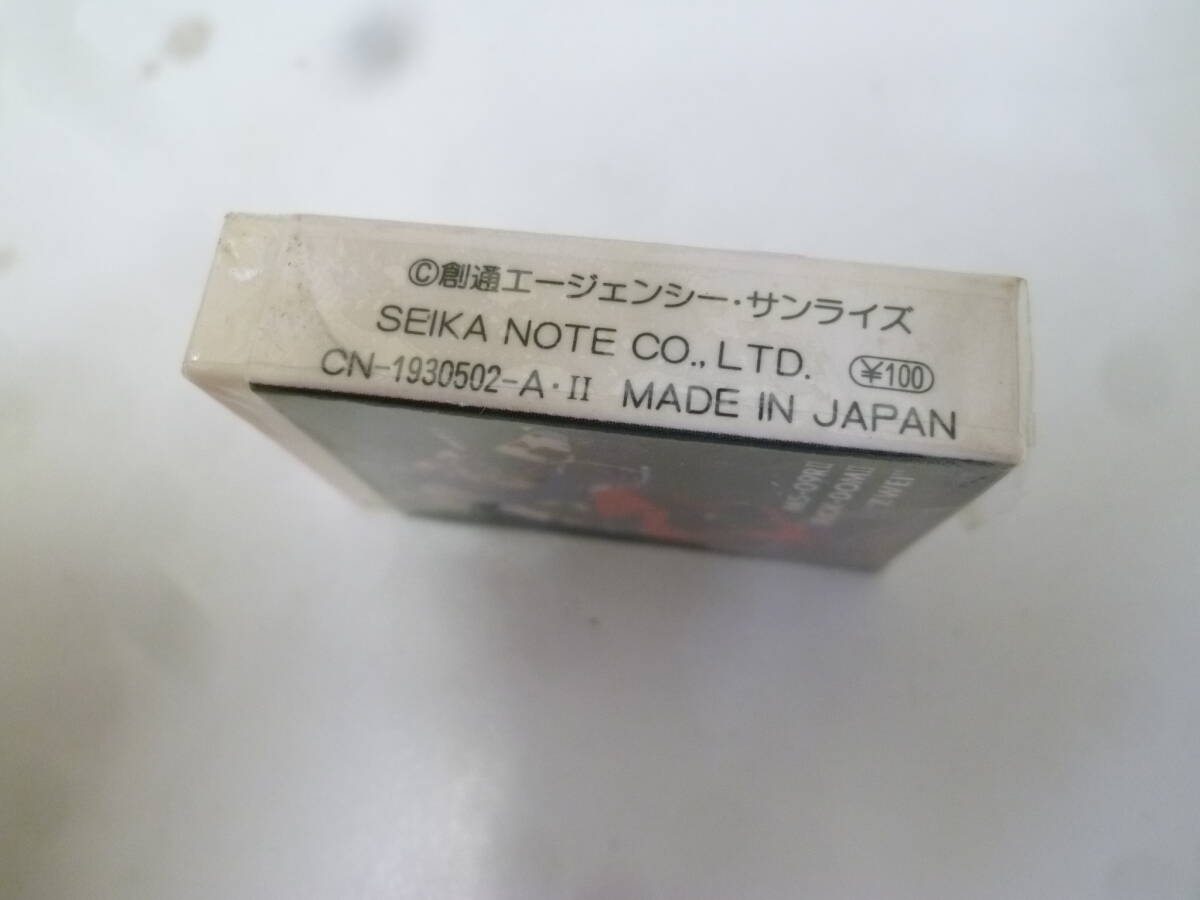 ©創通エージェンシー・サンライズ
SEIKA NOTE CO., LTD. ¥100
CN-1930502-A・II MADE IN JAPAN